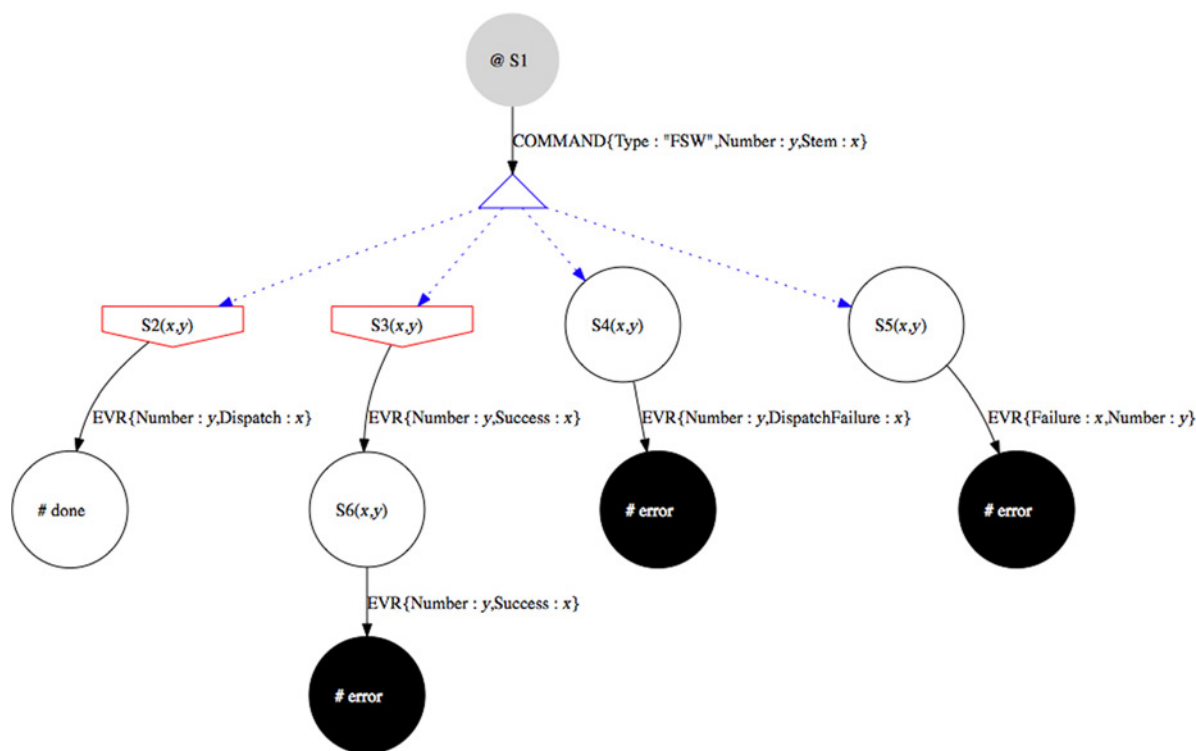 @ S1
COMMAND{Type : "FSW",Number : y,Stem : x}
S2(x,y)
S3(x,y)
S4(x,y)
S5(x,y)
EVR{Number : y,Dispatch : x}
EVR{Number : y,Success : x}
EVR{Number : y,DispatchFailure : x}
EVR{Failure : x,Number : y}
# done
S6(x,y)
# error
# error
EVR{Number : y,Success : x}
# error